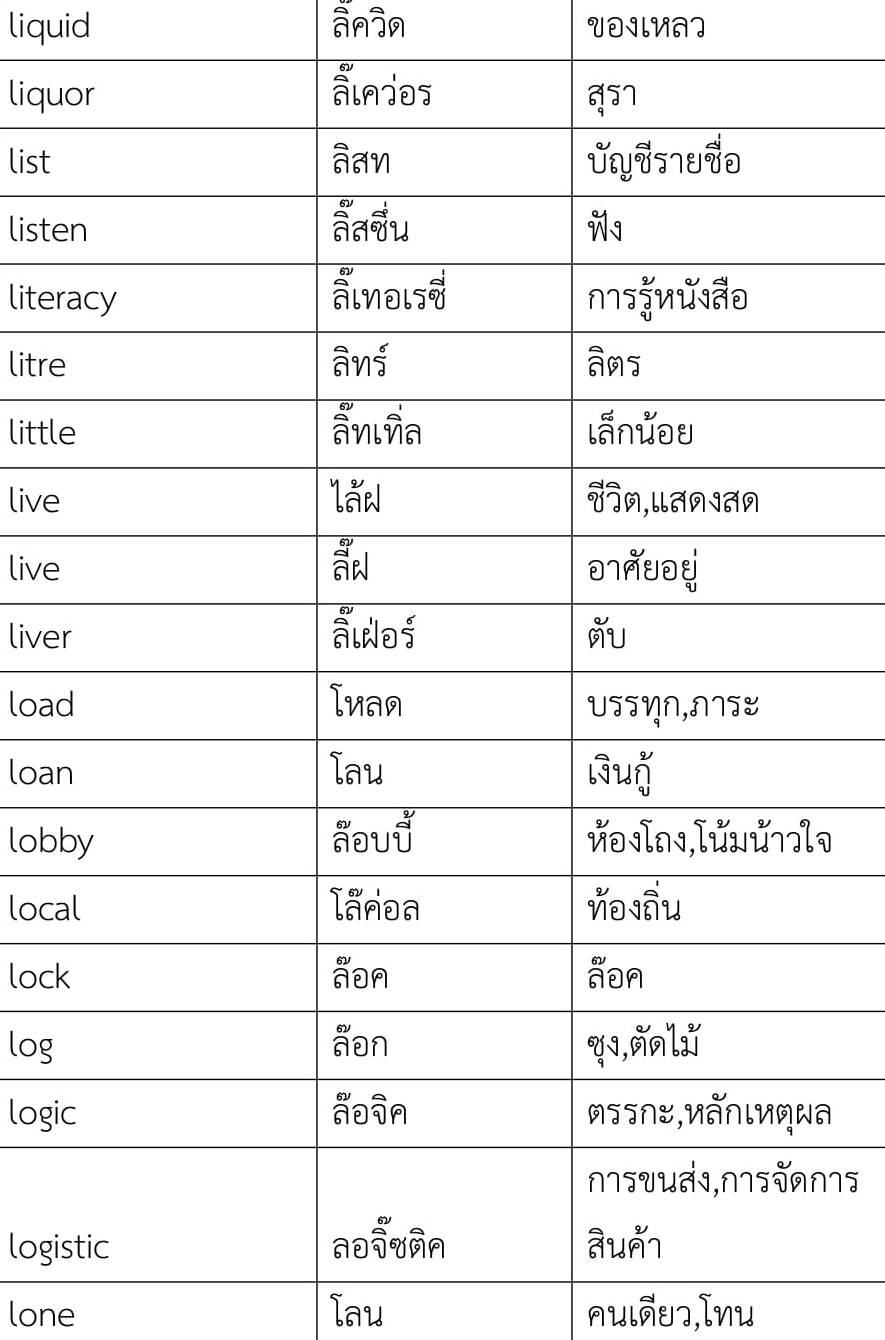 liquid ลิ๊ควิด ของเหลว
liquor ลิ๊เคว่อร สุรา
list ลิสท บัญชีรายชื่อ
listen ลิ๊สซึ่น ฟัง
literacy ลิ๊เทอเรซี่ การรู้หนังสือ
litre ลิทร์ ลิตร
little ลิ๊ทเทิ่ล เล็กน้อย
live ไล้ฝ ชีวิต,แสดงสด
live ลี๊ฝ อาศัยอยู่
liver ลิ๊เฝ่อร์ ตับ
load โหลด บรรทุก,ภาระ
loan โลน เงินกู้
lobby ล๊อบบี้ ห้องโถง,โน้มน้าวใจ
local โล๊ค่อล ท้องถิ่น
lock ล๊อค ล๊อค
log ล๊อก ซุง,ตัดไม้
logic ล๊อจิค ตรรกะ,หลักเหตุผล
การขนส่ง,การจัดการ
logistic ลอจิ๊ซติค สินค้า
lone โลน คนเดียว,โทน